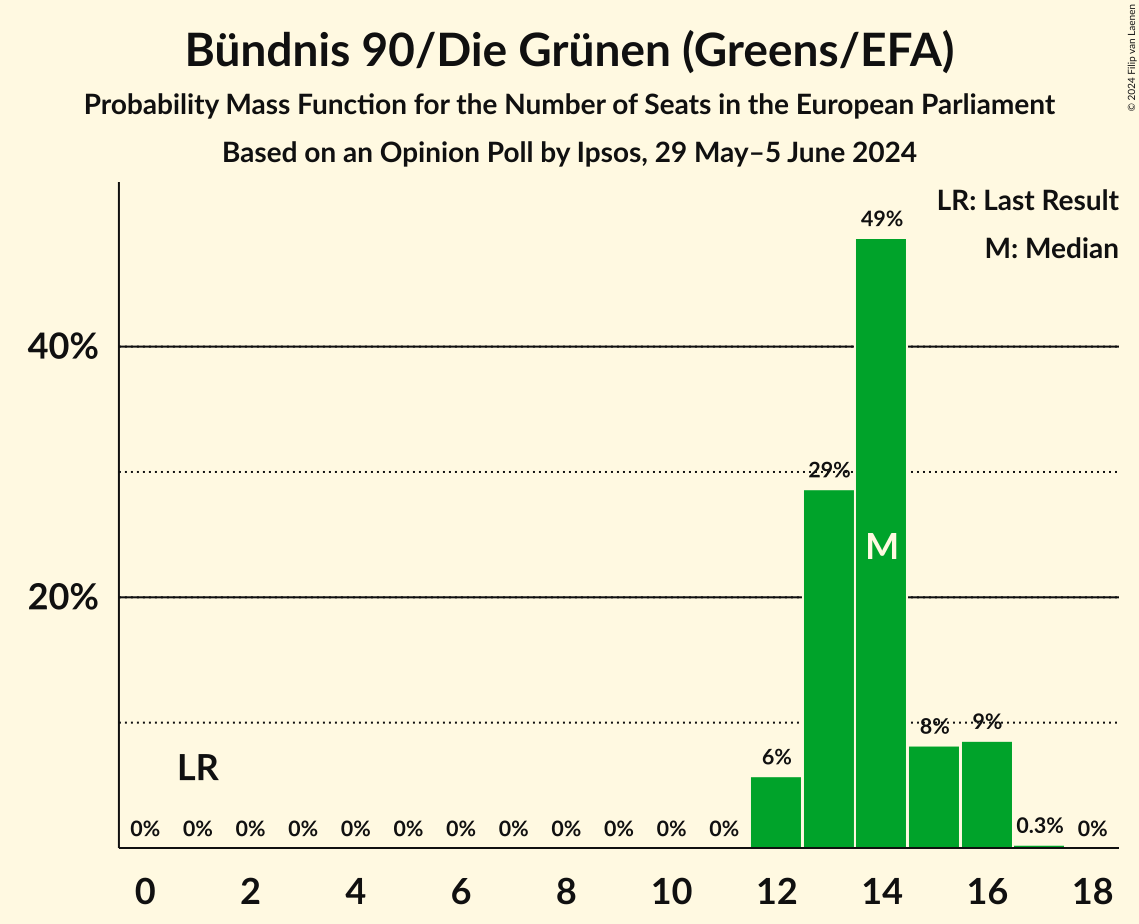 Bündnis 90/Die Grünen (Greens/EFA)
Probability Mass Function for the Number of Seats in the European Parliament
Based on an Opinion Poll by Ipsos, 29 May–5 June 2024
© 2024 Filip van Laenen
LR: Last Result
M: Median
49%
40%
29%
M
20%
8% 9%
6%
LR
0% 0% 0% 0% 0% 0% 0% 0% 0% 0% 0% 0% 0.3% 0%
0 2 4 6 8 10 12 14 16 18